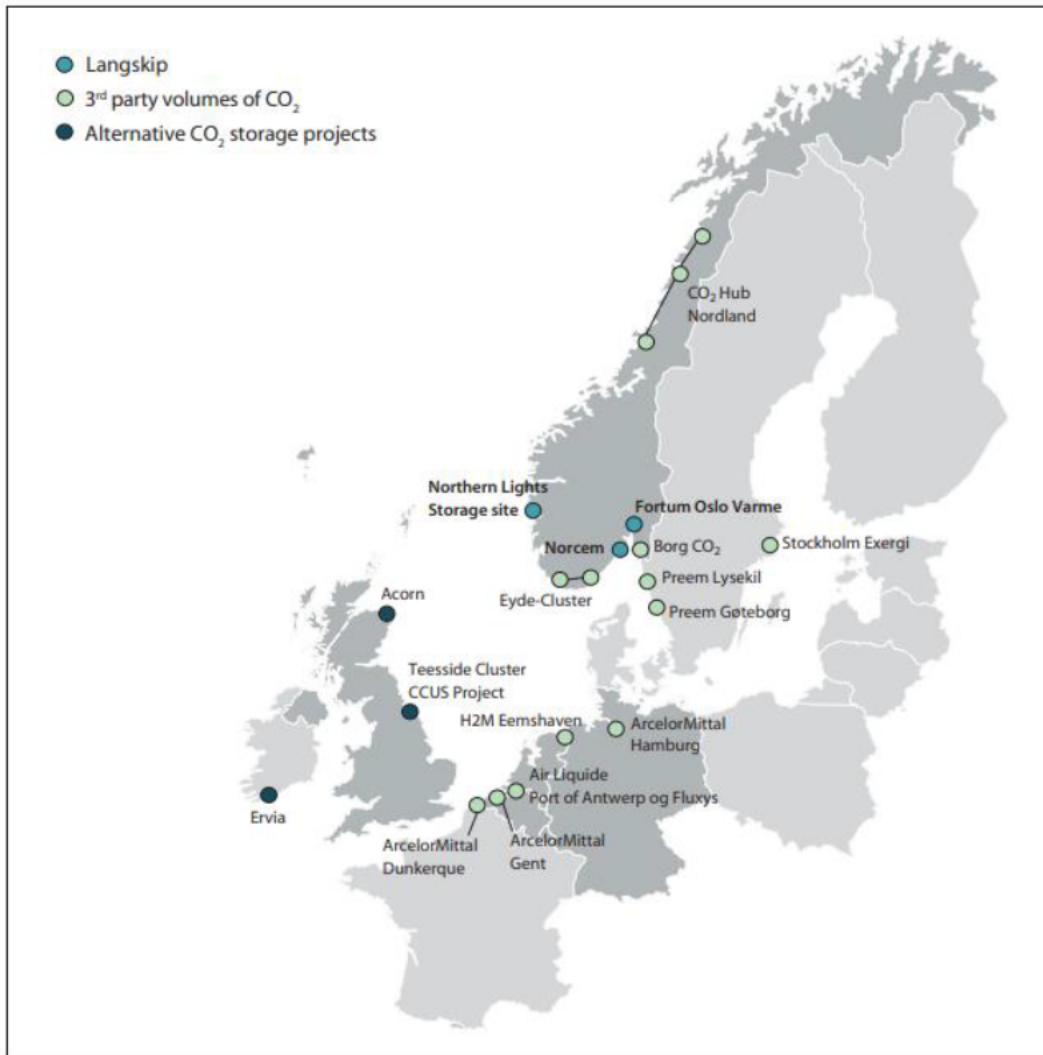 Langskip
3rd party volumes of CO2
Alternative CO2 storage projects
CO2 Hub
Nordland
Northern Lights
Storage site
Fortum Oslo Varme
Norcem
Borg CO2
Stockholm Exergi
Eyde-Cluster
Preem Lysekil
Preem Gøteborg
Acorn
Teesside Cluster
CCUS Project
H2M Eemshaven
ArcelorMittal
Hamburg
Air Liquide
Port of Antwerp og Fluxys
Ervia
ArcelorMittal
Dunkerque
ArcelorMittal
Gent